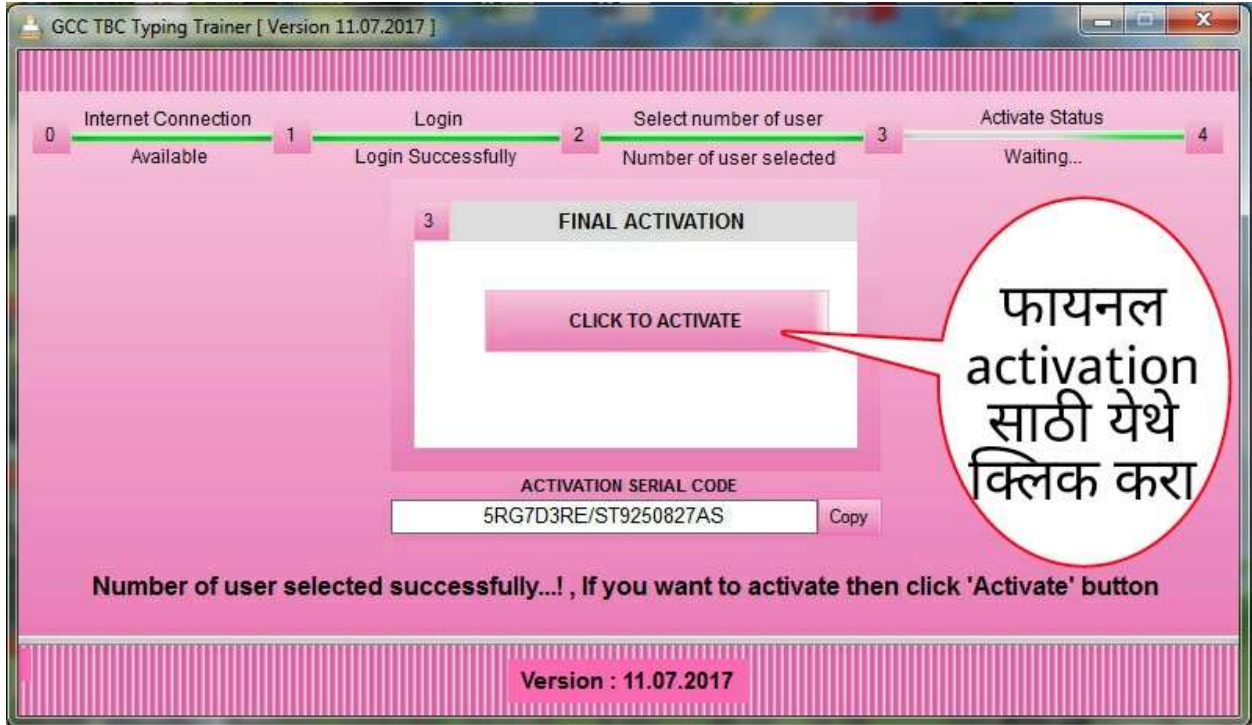 GCC TBC Typing Trainer [ Version 11.07.2017 ]
X
Internet Connection Login Select number of user Activate Status
0 1 2 3 4
Available Login Successfully Number of user selected Waiting...
3 FINAL ACTIVATION
CLICK TO ACTIVATE
फायनल
activation
साठी येथे
क्लिक करा
ACTIVATION SERIAL CODE
5RG7D3RE/ST9250827AS Copy
Number of user selected successfully...! , If you want to activate then click 'Activate' button
Version : 11.07.2017